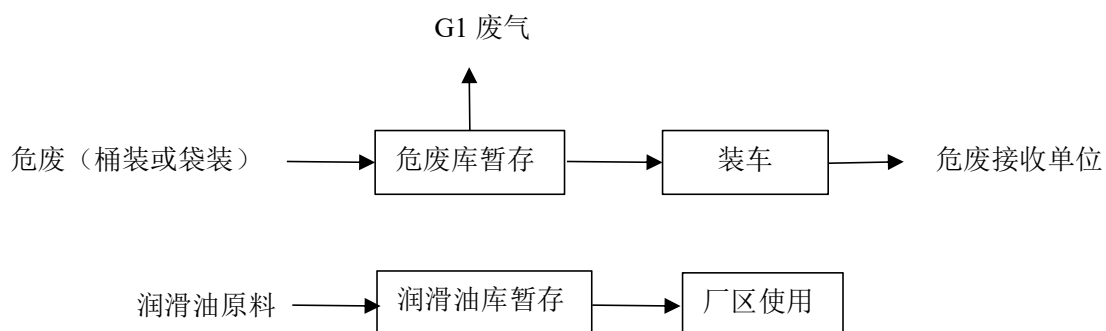 G1 废气
危废（桶装或袋装）
危废库暂存
装车
危废接收单位
润滑油原料
润滑油库暂存
厂区使用